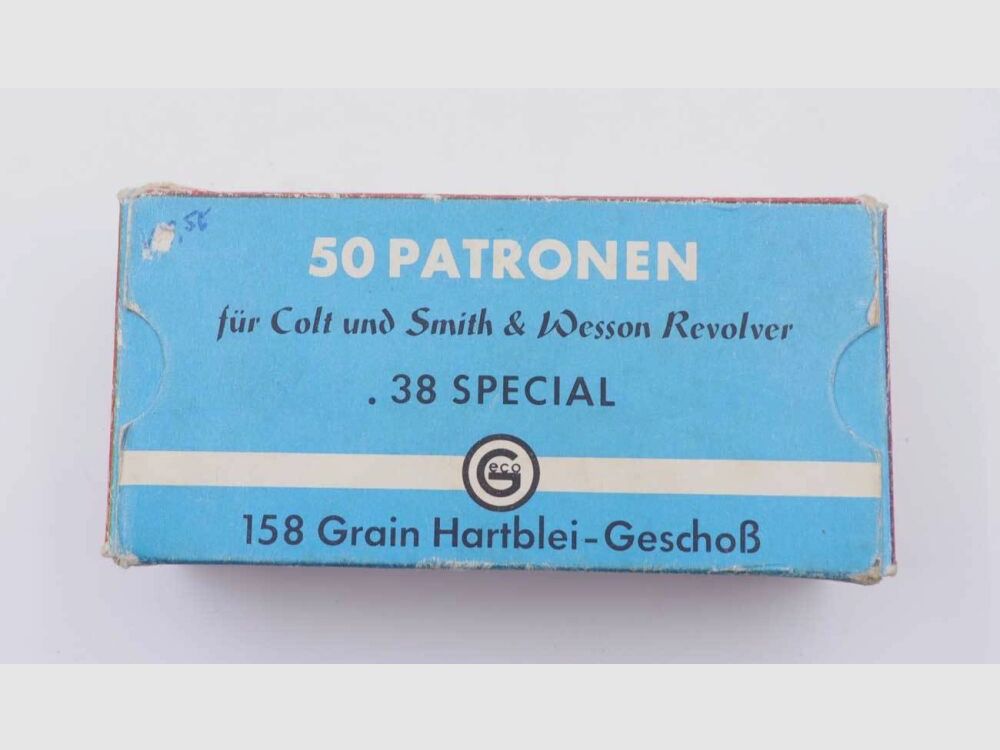 50 PATRONEN
für Colt und Smith & Wesson Revolver
.38 SPECIAL
Geco
158 Grain Hartblei-Geschoß